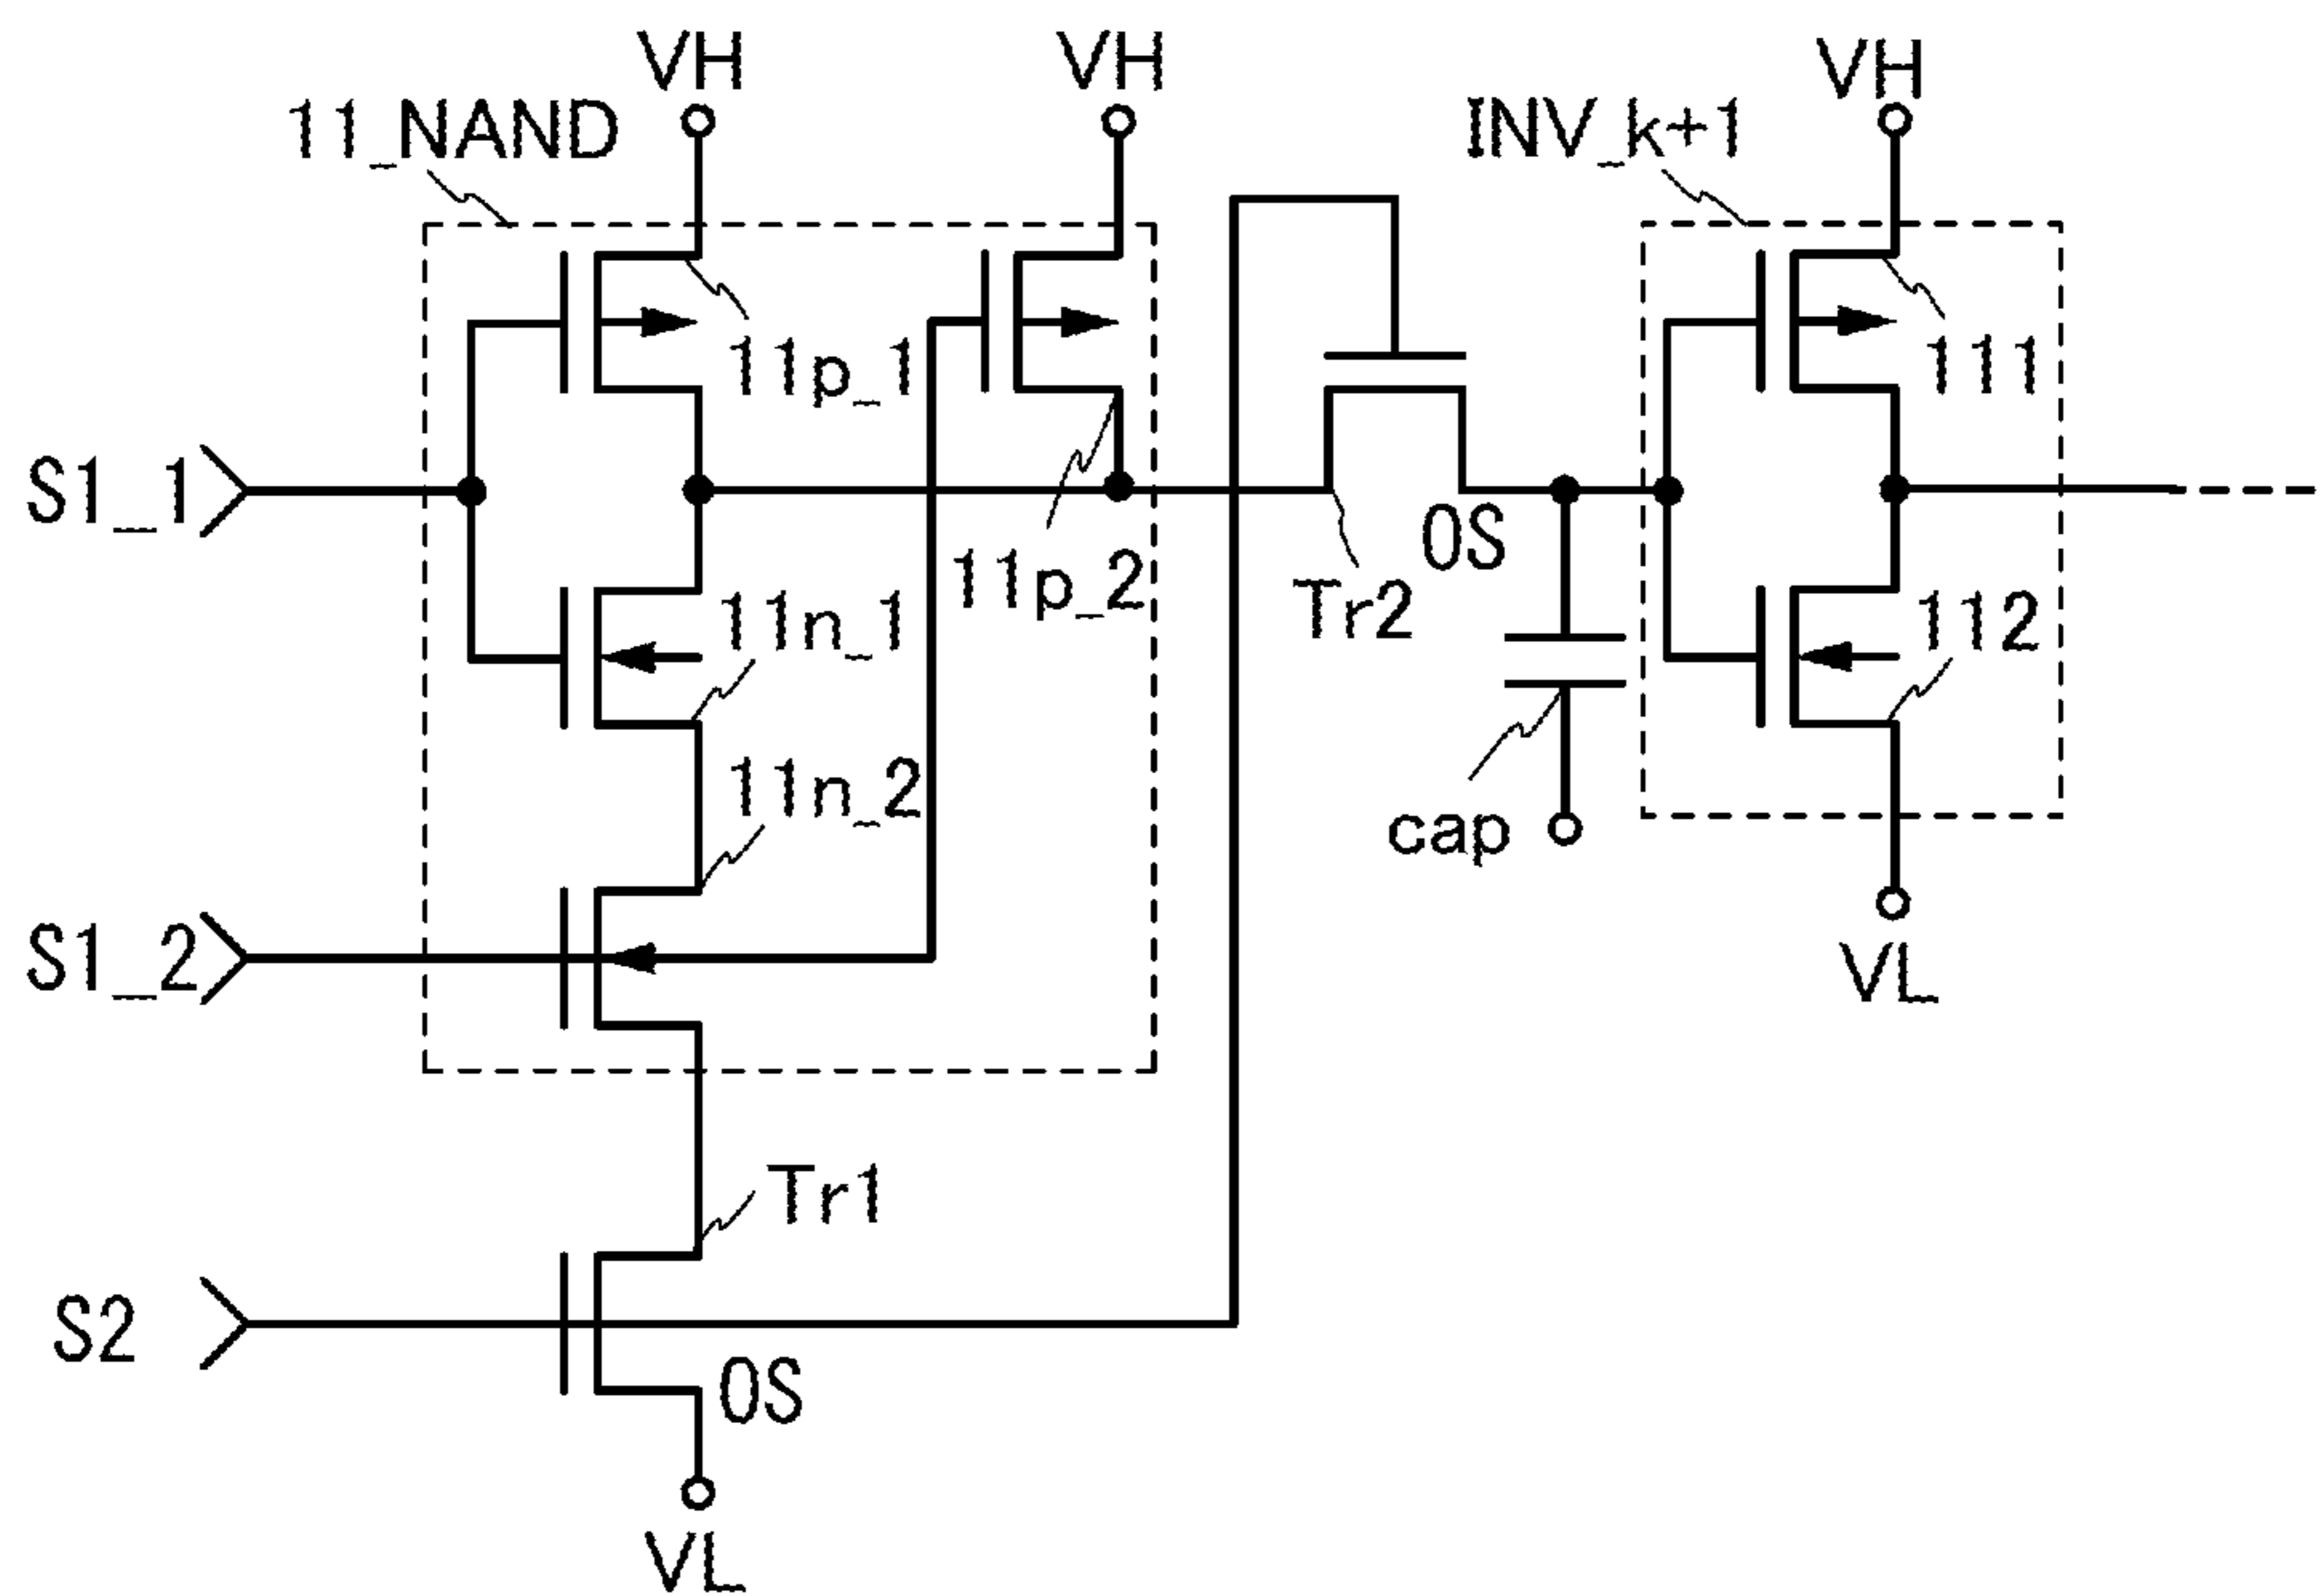 VH
VH
VH
11_NAND
INV_k+1
11p_1
111
S1_1
OS
11p_2
Tr2
11n_1
112
11n_2
cap
S1_2
VL
Tr1
S2
OS
VL